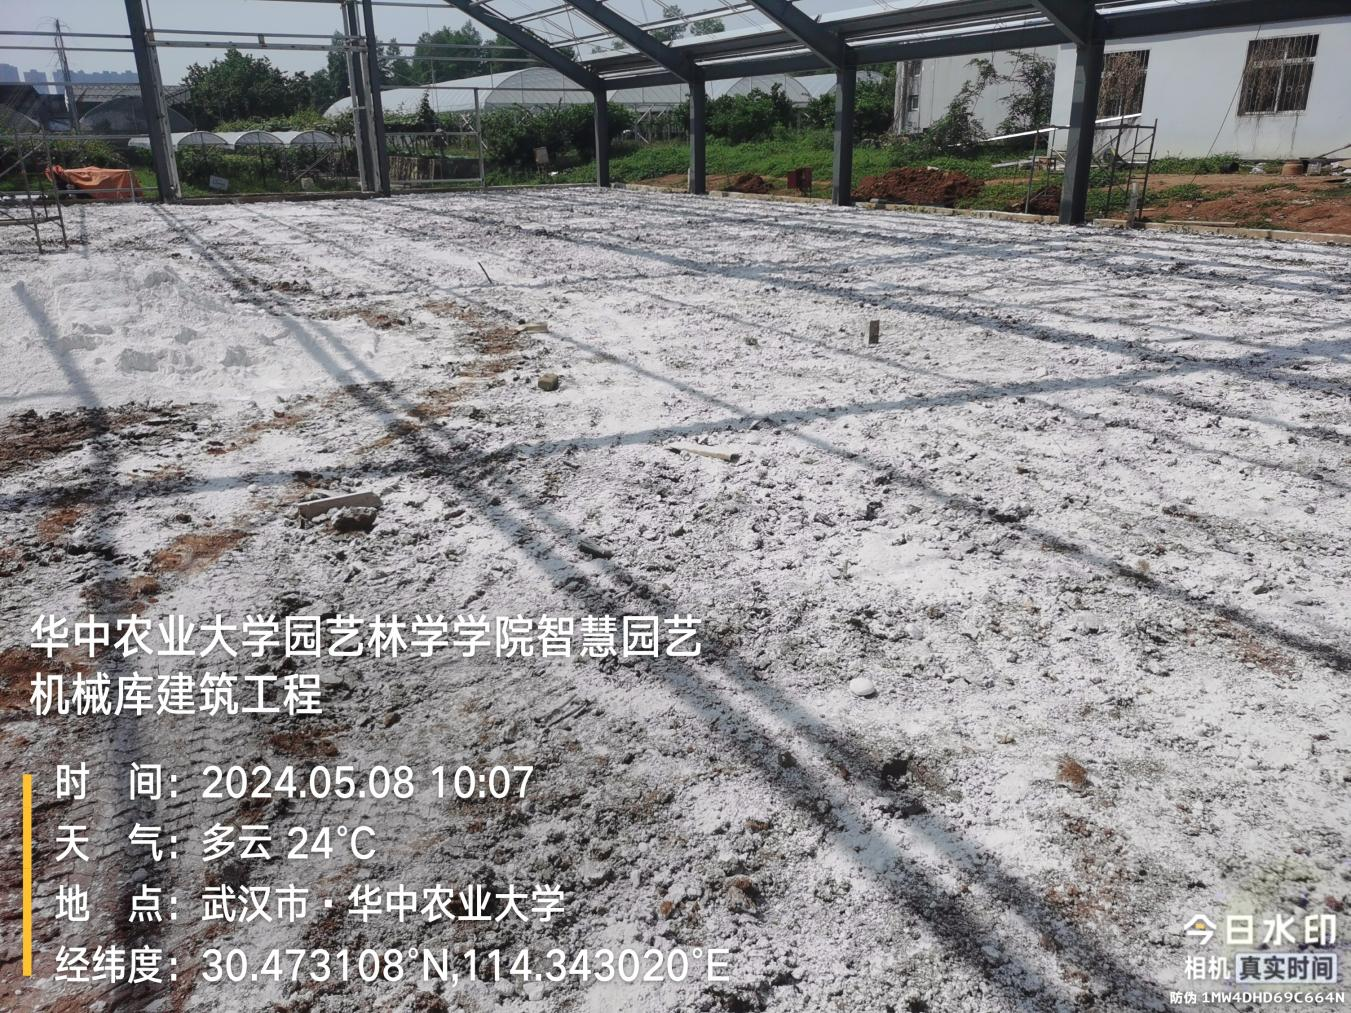 华中农业大学园艺林学学院智慧园艺
机械库建筑工程
时 间：2024.05.08 10:07
天 气：多云 24°C
地 点：武汉市·华中农业大学
经纬度：30.473108°N,114.343020°E
今日水印
相机 真实时间
防伪 1MW4DHD69C664N